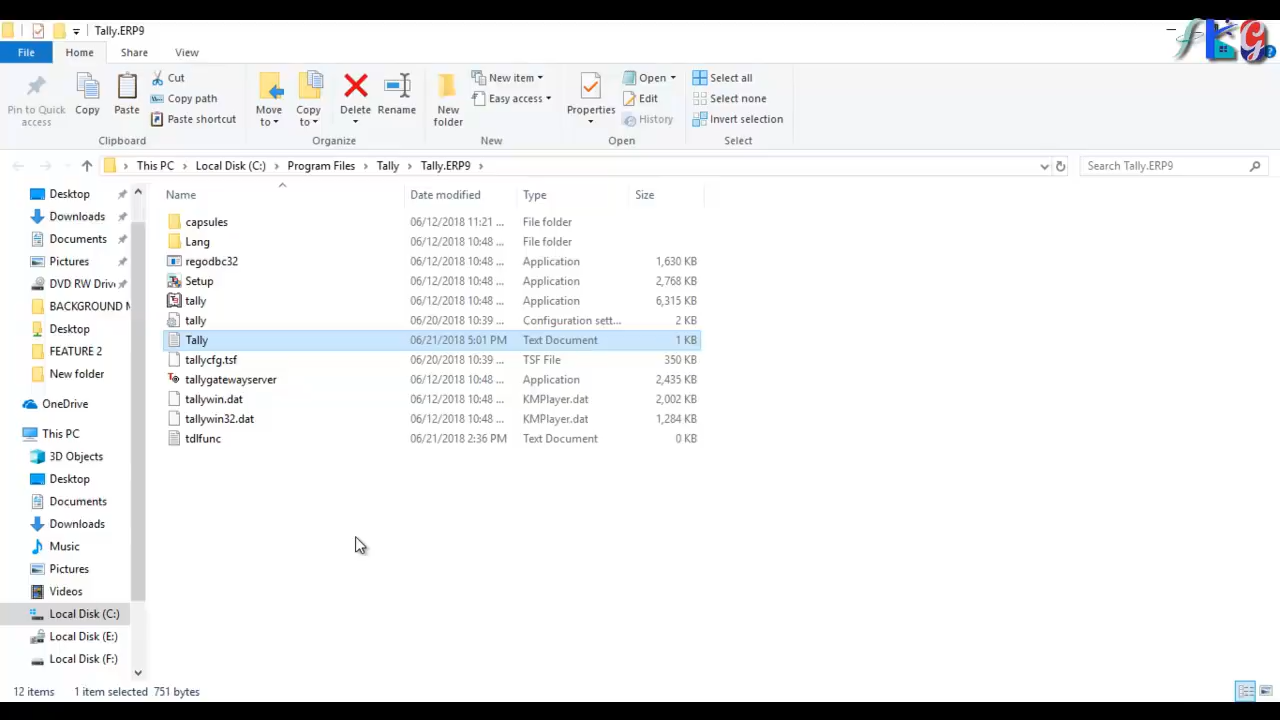 Tally.ERP9
File Home Share View
Pin to Quick access
Copy
Paste
Cut
Copy path
Paste shortcut
Clipboard
Move to
Copy to
Delete
Rename
Organize
New folder
New item
Easy access
New
Properties
Open
Edit
History
Open
Select all
Select none
Invert selection
Select
This PC > Local Disk (C:) > Program Files > Tally > Tally.ERP9 >
Search Tally.ERP9
Desktop
Downloads
Documents
Pictures
DVD RW Driv
BACKGROUND M
Desktop
FEATURE 2
New folder
OneDrive
This PC
3D Objects
Desktop
Documents
Downloads
Music
Pictures
Videos
Local Disk (C:)
Local Disk (E:)
Local Disk (F:)
Name Date modified Type Size
capsules 06/12/2018 11:21 ... File folder
Lang 06/12/2018 10:48 ... File folder
regodbc32 06/12/2018 10:48 ... Application 1,630 KB
Setup 06/12/2018 10:48 ... Application 2,768 KB
tally 06/12/2018 10:48 ... Application 6,315 KB
tally 06/20/2018 10:39 ... Configuration sett... 2 KB
Tally 06/21/2018 5:01 PM Text Document 1 KB
tallycfg.tsf 06/20/2018 10:39 ... TSF File 350 KB
tallygatewayserver 06/12/2018 10:48 ... Application 2,435 KB
tallywin.dat 06/12/2018 10:48 ... KMPlayer.dat 2,002 KB
tallywin32.dat 06/12/2018 10:48 ... KMPlayer.dat 1,284 KB
tdlfunc 06/21/2018 2:36 PM Text Document 0 KB
12 items 1 item selected 751 bytes